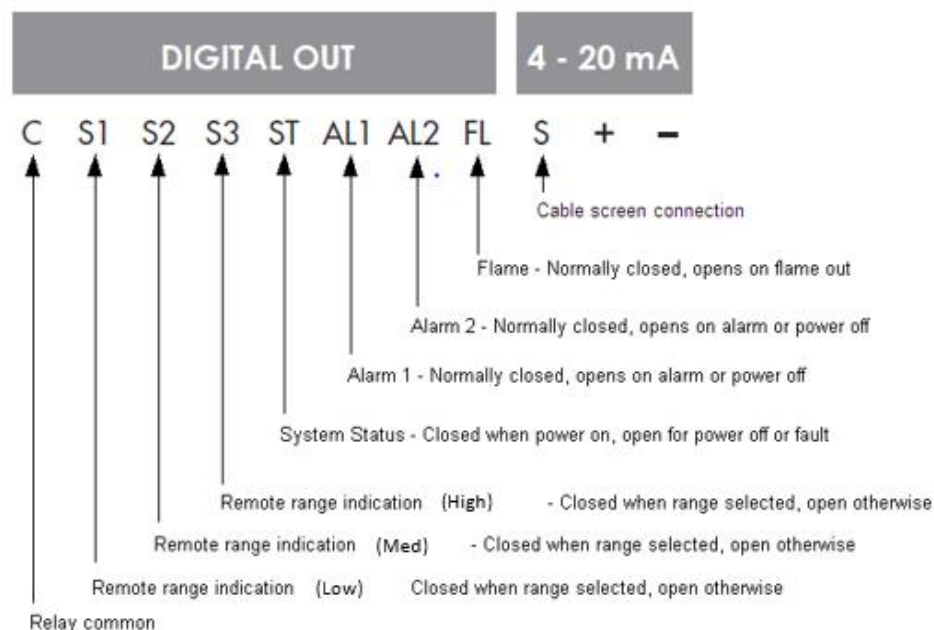 DIGITAL OUT 4 - 20 mA
C S1 S2 S3 ST AL1 AL2 FL S + −
Cable screen connection
Flame - Normally closed, opens on flame out
Alarm 2 - Normally closed, opens on alarm or power off
Alarm 1 - Normally closed, opens on alarm or power off
System Status - Closed when power on, open for power off or fault
Remote range indication (High) - Closed when range selected, open otherwise
Remote range indication (Med) - Closed when range selected, open otherwise
Remote range indication (Low) Closed when range selected, open otherwise
Relay common